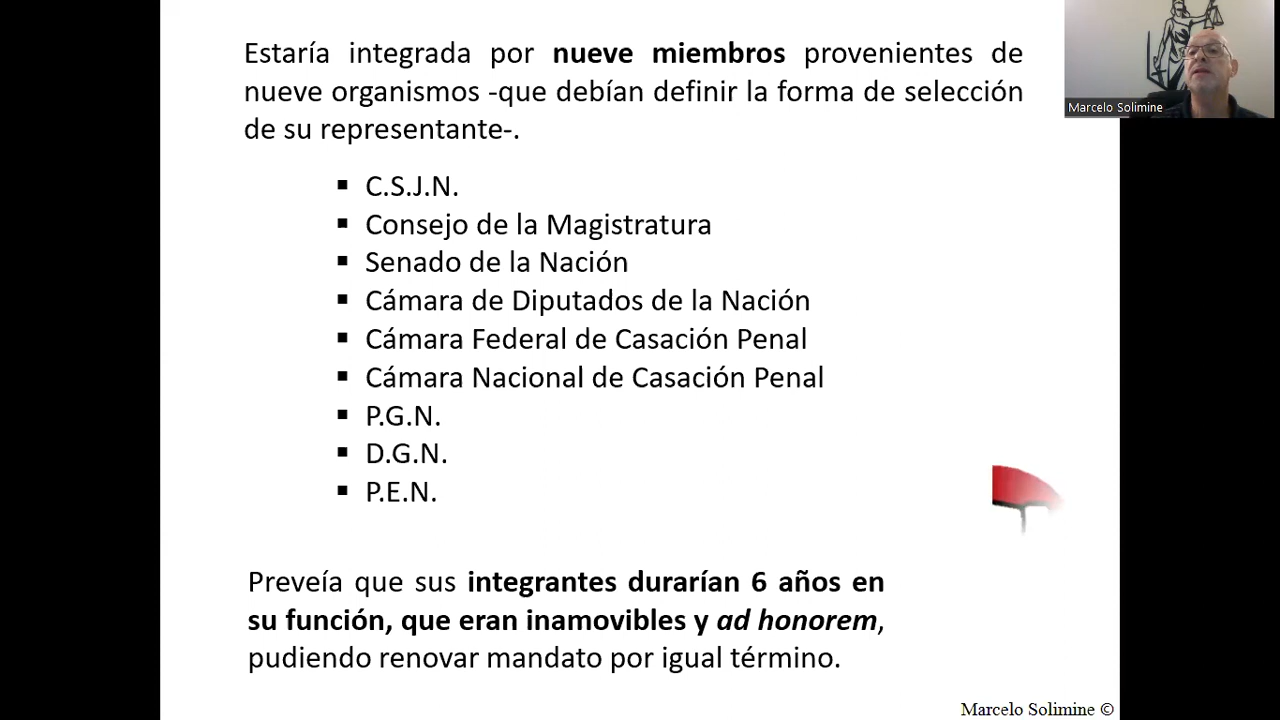 Estaría integrada por nueve miembros provenientes de
nueve organismos -que debían definir la forma de selección
de su representante-.
▪ C.S.J.N.
▪ Consejo de la Magistratura
▪ Senado de la Nación
▪ Cámara de Diputados de la Nación
▪ Cámara Federal de Casación Penal
▪ Cámara Nacional de Casación Penal
▪ P.G.N.
▪ D.G.N.
▪ P.E.N.
Preveía que sus integrantes durarían 6 años en
su función, que eran inamovibles y ad honorem,
pudiendo renovar mandato por igual término.
Marcelo Solimine ©
Marcelo Solimine